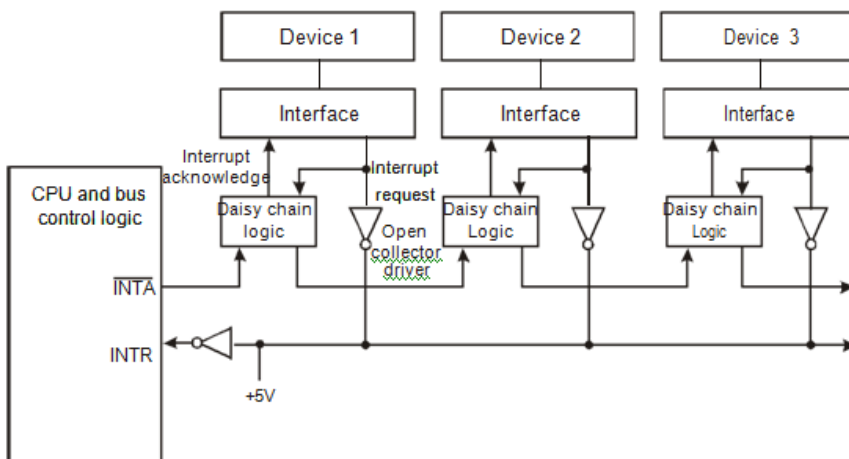 Device 1
Device 2
Device 3
Interface
Interface
Interface
CPU and bus
control logic
Interrupt
acknowledge
Interrupt
request
Daisy chain
logic
Daisy chain
Logic
Daisy chain
Logic
Open
collector
driver
INTA
INTR
+5V